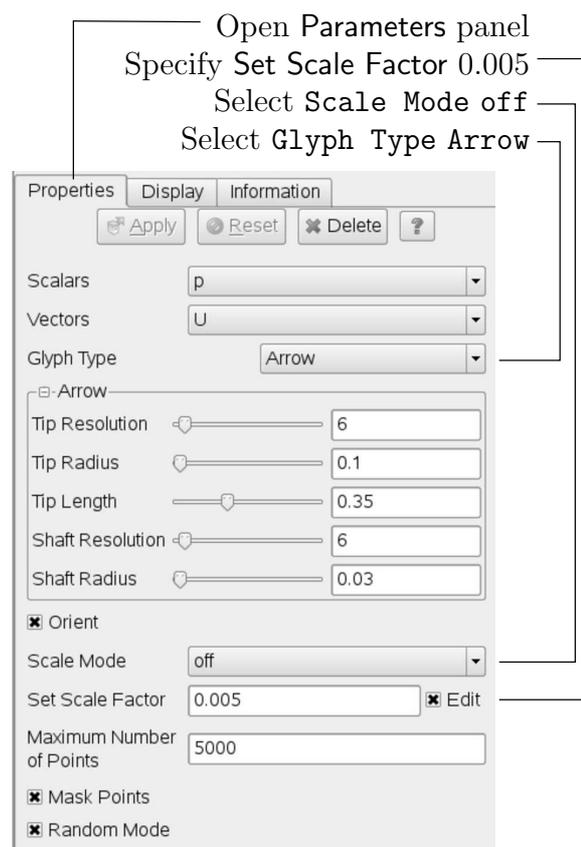 Open Parameters panel
Specify Set Scale Factor 0.005
Select Scale Mode off
Select Glyph Type Arrow
Properties Display Information
Apply Reset Delete ?
Scalars p
Vectors U
Glyph Type Arrow
Arrow
Tip Resolution 6
Tip Radius 0.1
Tip Length 0.35
Shaft Resolution 6
Shaft Radius 0.03
Orient
Scale Mode off
Set Scale Factor 0.005 Edit
Maximum Number
of Points 5000
Mask Points
Random Mode